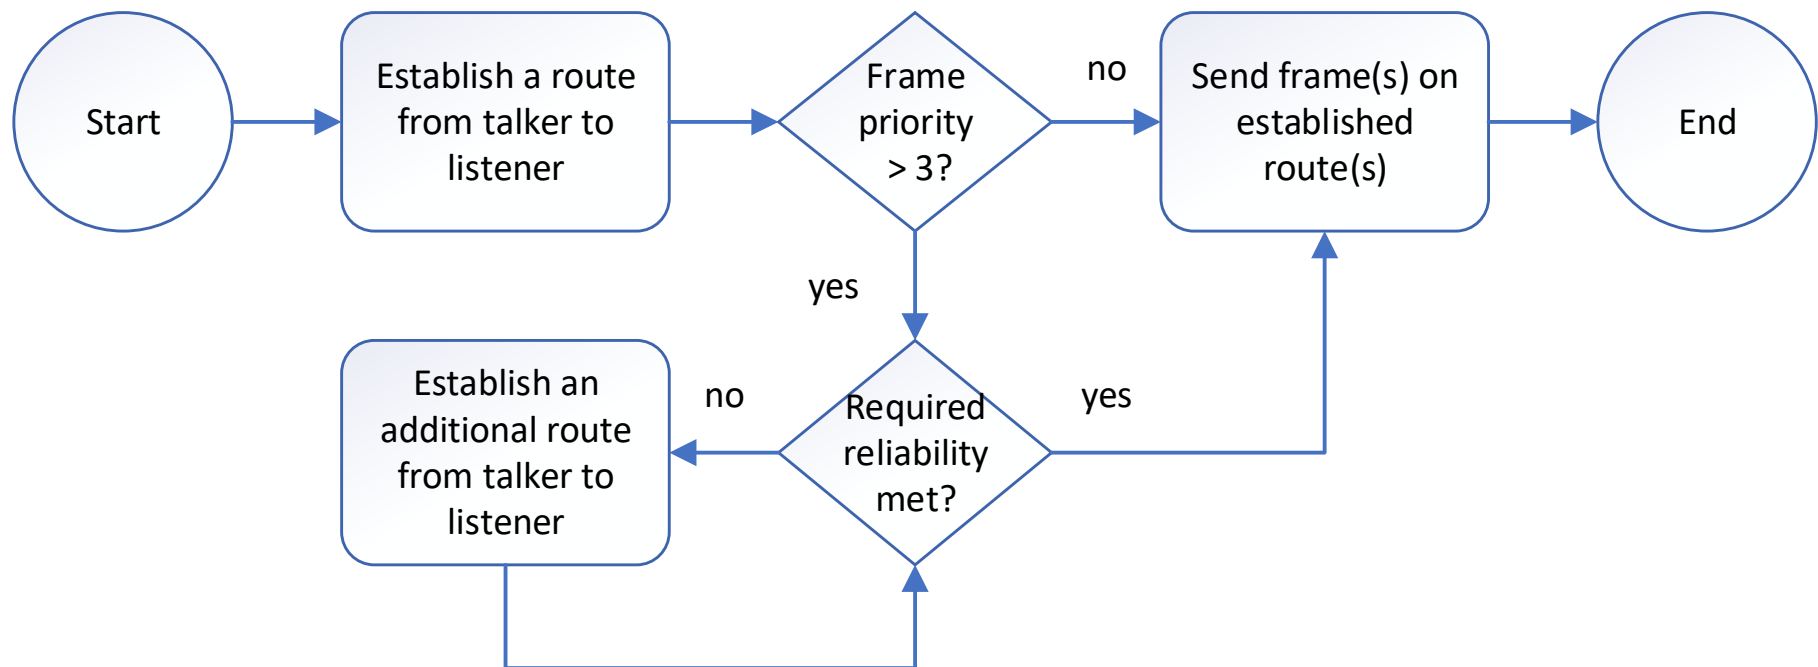 Start
Establish a route
from talker to
listener
Frame
priority
> 3?
no
Send frame(s) on
established
route(s)
End
yes
Establish an
additional route
from talker to
listener
no
Required
reliability
met?
yes